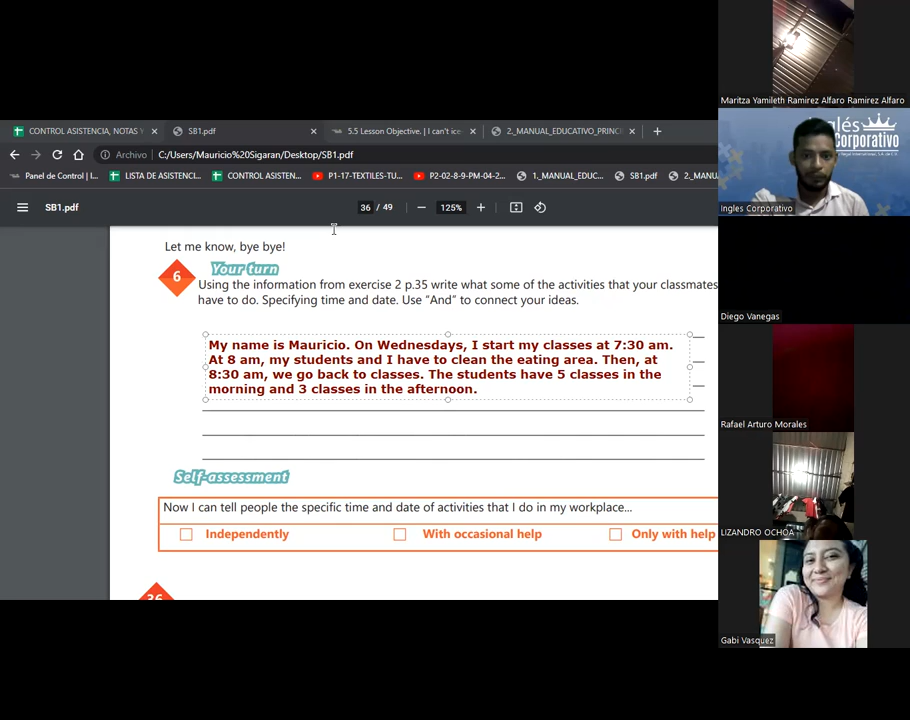 Maritza Yamileth Ramirez Alfaro Ramirez Alfaro
CONTROL ASISTENCIA, NOTAS Y
SB1.pdf
5.5 Lesson Objective. | I can't ice-
2._MANUAL_EDUCATIVO_PRINCI
Archivo
C:/Users/Mauricio%20Sigaran/Desktop/SB1.pdf
Panel de Control | I...
LISTA DE ASISTENCI...
CONTROL ASISTEN...
P1-17-TEXTILES-TU...
P2-02-8-9-PM-04-2...
1._MANUAL_EDUC...
SB1.pdf
2._MANU
Ingles Corporativo
SB1.pdf
36 / 49
125%
Let me know, bye bye!
6
Your turn
Using the information from exercise 2 p.35 write what some of the activities that your classmates
have to do. Specifying time and date. Use “And” to connect your ideas.
My name is Mauricio. On Wednesdays, I start my classes at 7:30 am.
At 8 am, my students and I have to clean the eating area. Then, at
8:30 am, we go back to classes. The students have 5 classes in the
morning and 3 classes in the afternoon.
Self-assessment
Now I can tell people the specific time and date of activities that I do in my workplace...
Independently
With occasional help
Only with help
36
Diego Vanegas
Rafael Arturo Morales
LIZANDRO OCHOA
Gabi Vasquez